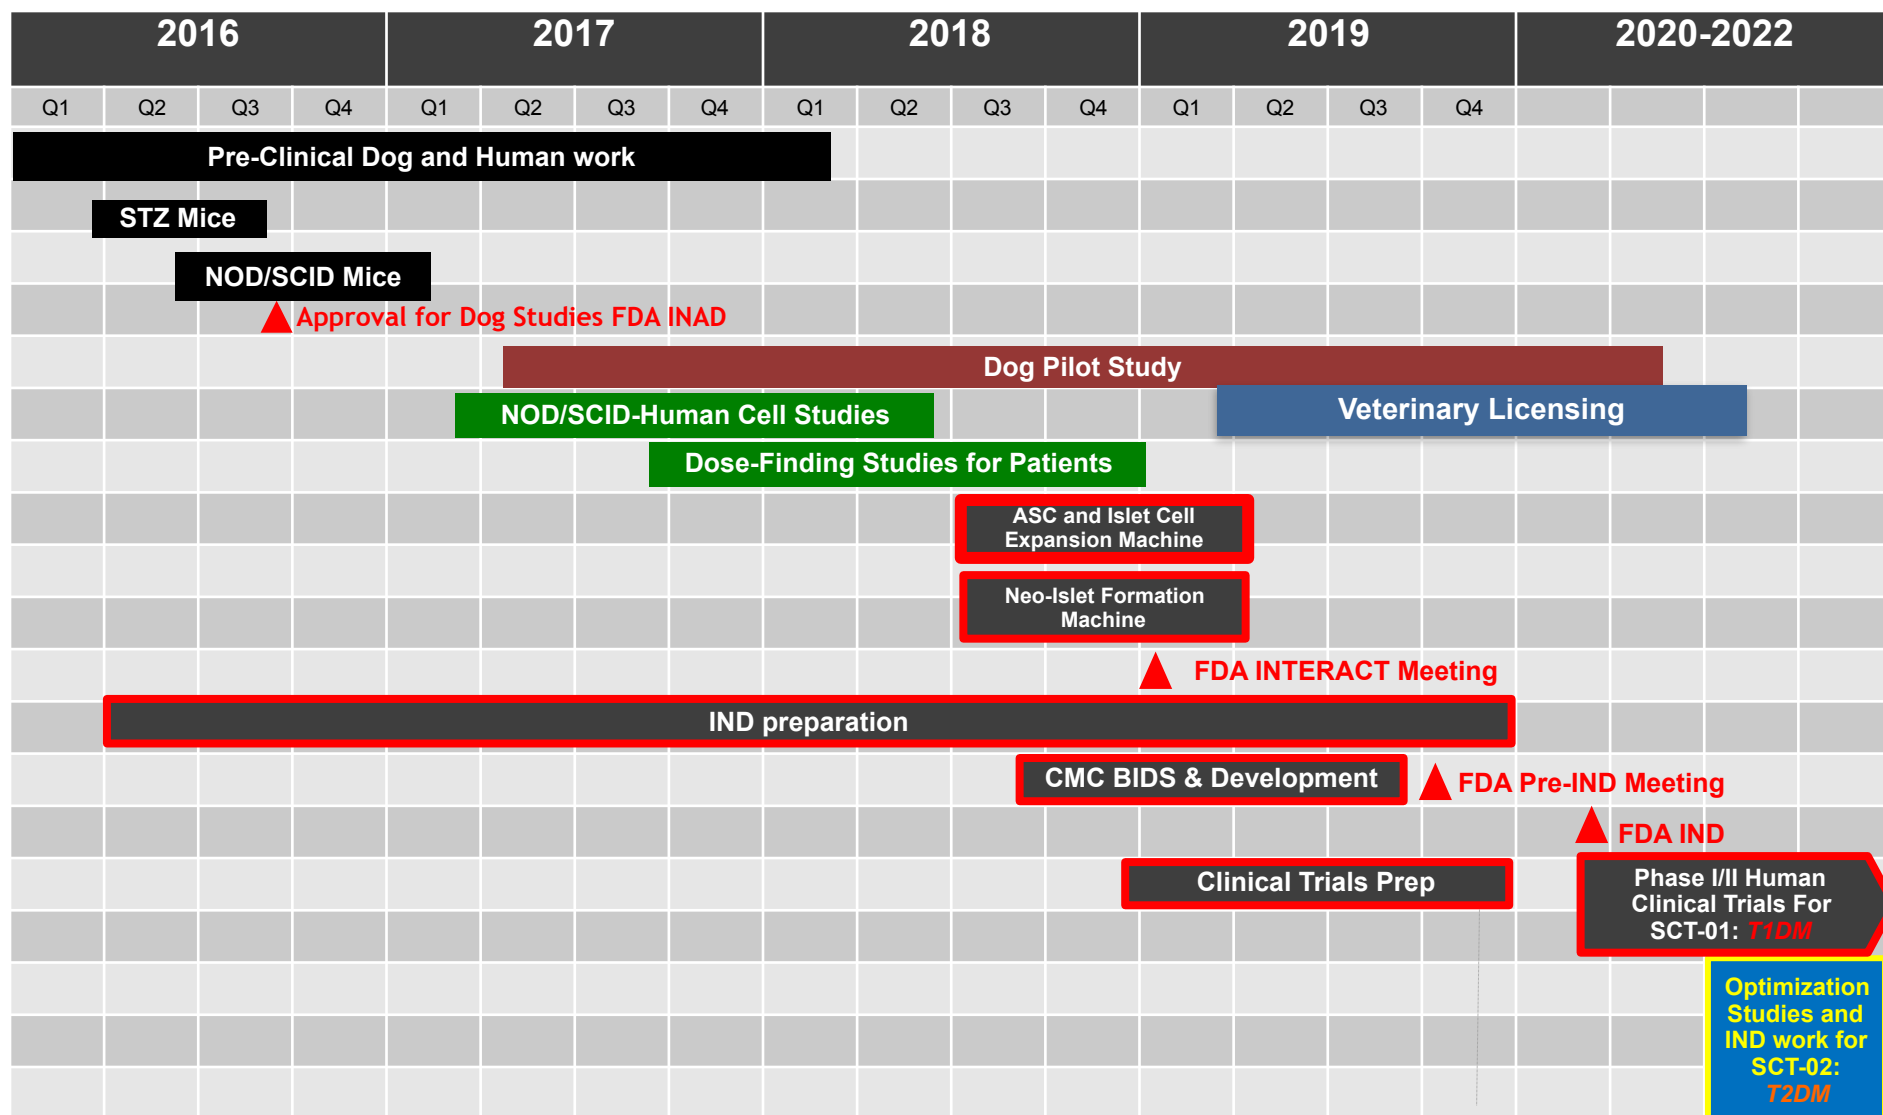 2016 2017 2018 2019 2020-2022
Q1 Q2 Q3 Q4 Q1 Q2 Q3 Q4 Q1 Q2 Q3 Q4 Q1 Q2 Q3 Q4
Pre-Clinical Dog and Human work
STZ Mice
NOD/SCID Mice
Approval for Dog Studies FDA INAD
Dog Pilot Study
NOD/SCID-Human Cell Studies
Veterinary Licensing
Dose-Finding Studies for Patients
ASC and Islet Cell
Expansion Machine
Neo-Islet Formation
Machine
FDA INTERACT Meeting
IND preparation
CMC BIDS & Development
FDA Pre-IND Meeting
FDA IND
Clinical Trials Prep
Phase I/II Human
Clinical Trials For
SCT-01: T1DM
Optimization
Studies and
IND work for
SCT-02:
T2DM